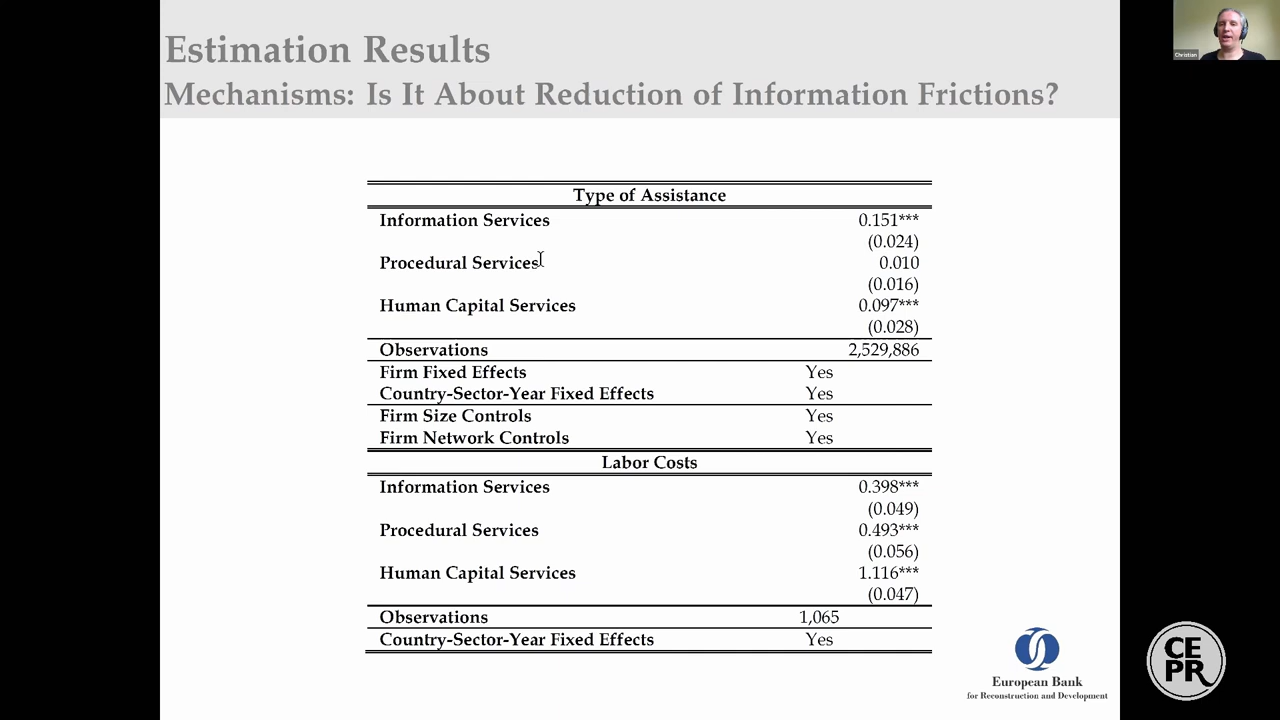 Estimation Results
Mechanisms: Is It About Reduction of Information Frictions?
Christian
Type of Assistance
Information Services 0.151***
(0.024)
Procedural Services 0.010
(0.016)
Human Capital Services 0.097***
(0.028)
Observations 2,529,886
Firm Fixed Effects Yes
Country-Sector-Year Fixed Effects Yes
Firm Size Controls Yes
Firm Network Controls Yes
Labor Costs
Information Services 0.398***
(0.049)
Procedural Services 0.493***
(0.056)
Human Capital Services 1.116***
(0.047)
Observations 1,065
Country-Sector-Year Fixed Effects Yes
European Bank
for Reconstruction and Development
CE
PR